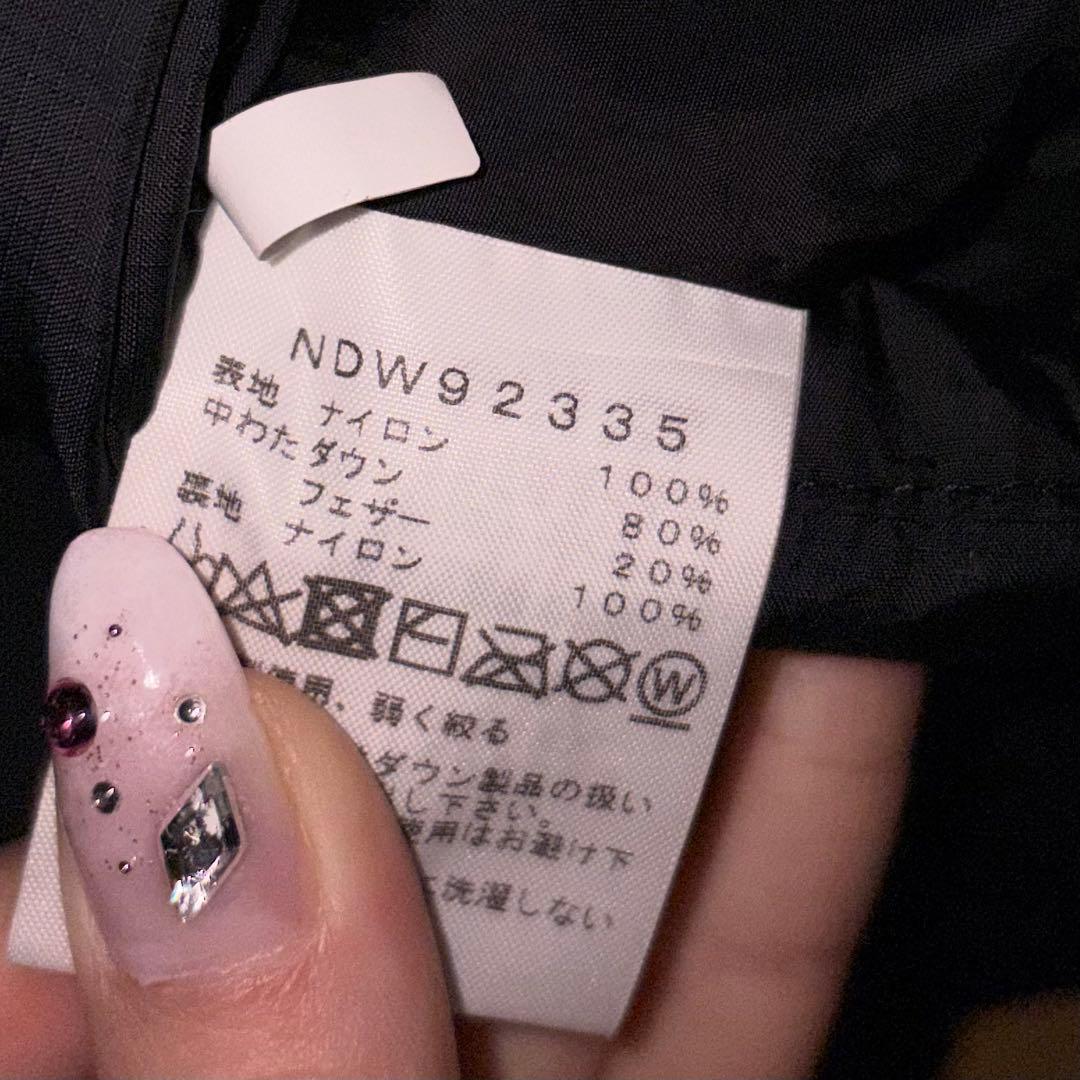 NDW92335
表地 ナイロン 100%
中わた ダウン 80%
フェザー 20%
裏地 ナイロン 100%
W
使用、弱く絞る
ダウン製品の扱い
し下さい。
用はお避け下
洗濯しない